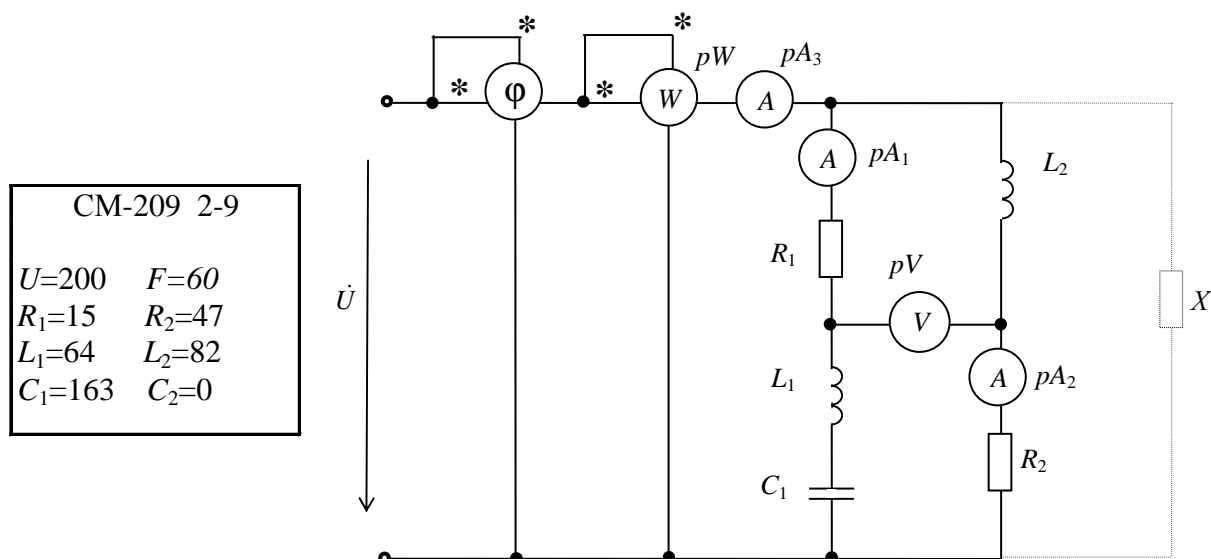 CM-209 2-9
U=200 F=60
R₁=15 R₂=47
L₁=64 L₂=82
C₁=163 C₂=0
U̇
*
*
φ
*
*
W
pW
A
pA₃
A
pA₁
R₁
L₂
pV
V
L₁
A
pA₂
C₁
R₂
X